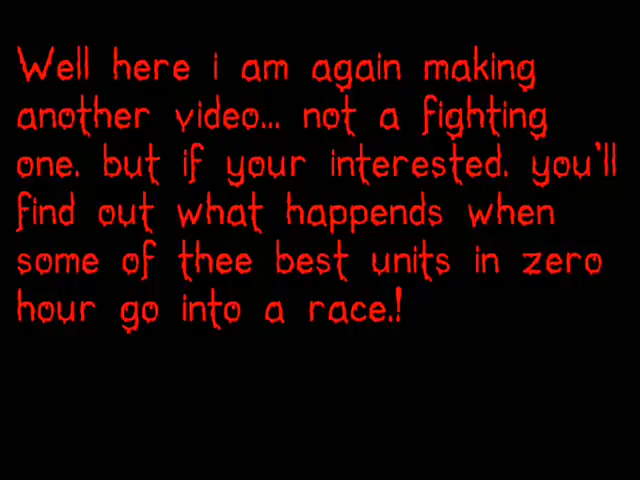 Well here i am again making
another video... not a fighting
one. but if your interested. you'll
find out what happends when
some of thee best units in zero
hour go into a race.!